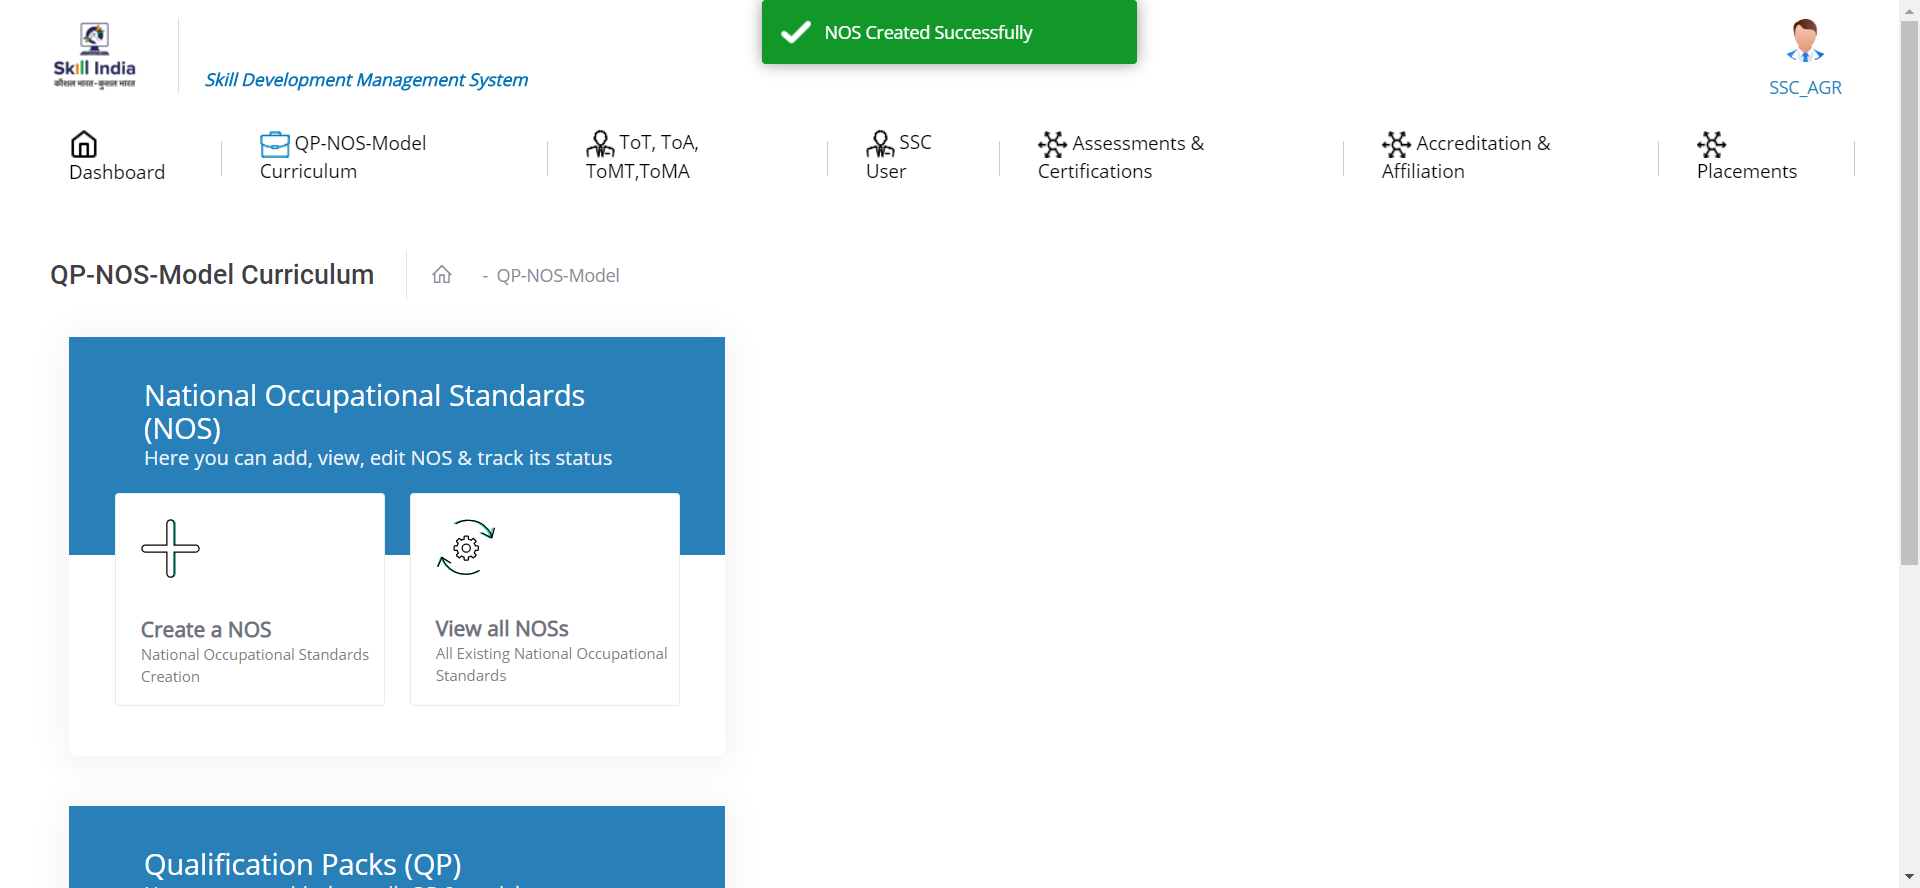 NOS Created Successfully
Skill India
कौशल भारत - कुशल भारत
Skill Development Management System
SSC_AGR
Dashboard
QP-NOS-Model
Curriculum
ToT, ToA,
ToMT,ToMA
SSC
User
Assessments &
Certifications
Accreditation &
Affiliation
Placements
QP-NOS-Model Curriculum
- QP-NOS-Model
National Occupational Standards
(NOS)
Here you can add, view, edit NOS & track its status
Create a NOS
National Occupational Standards
Creation
View all NOSs
All Existing National Occupational
Standards
Qualification Packs (QP)